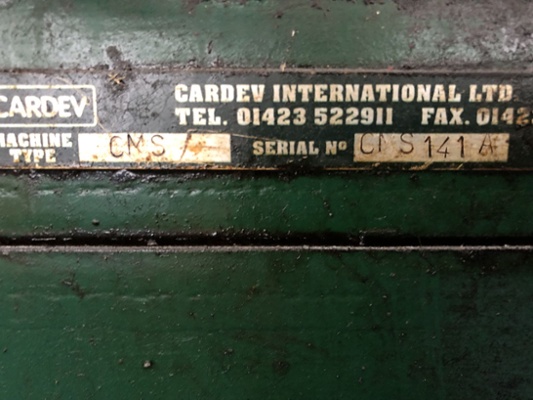 CARDEV
CARDEV INTERNATIONAL LTD
TEL. 01423 522911 FAX. 0142
MACHINE TYPE CMS / SERIAL Nº CMS 141 A